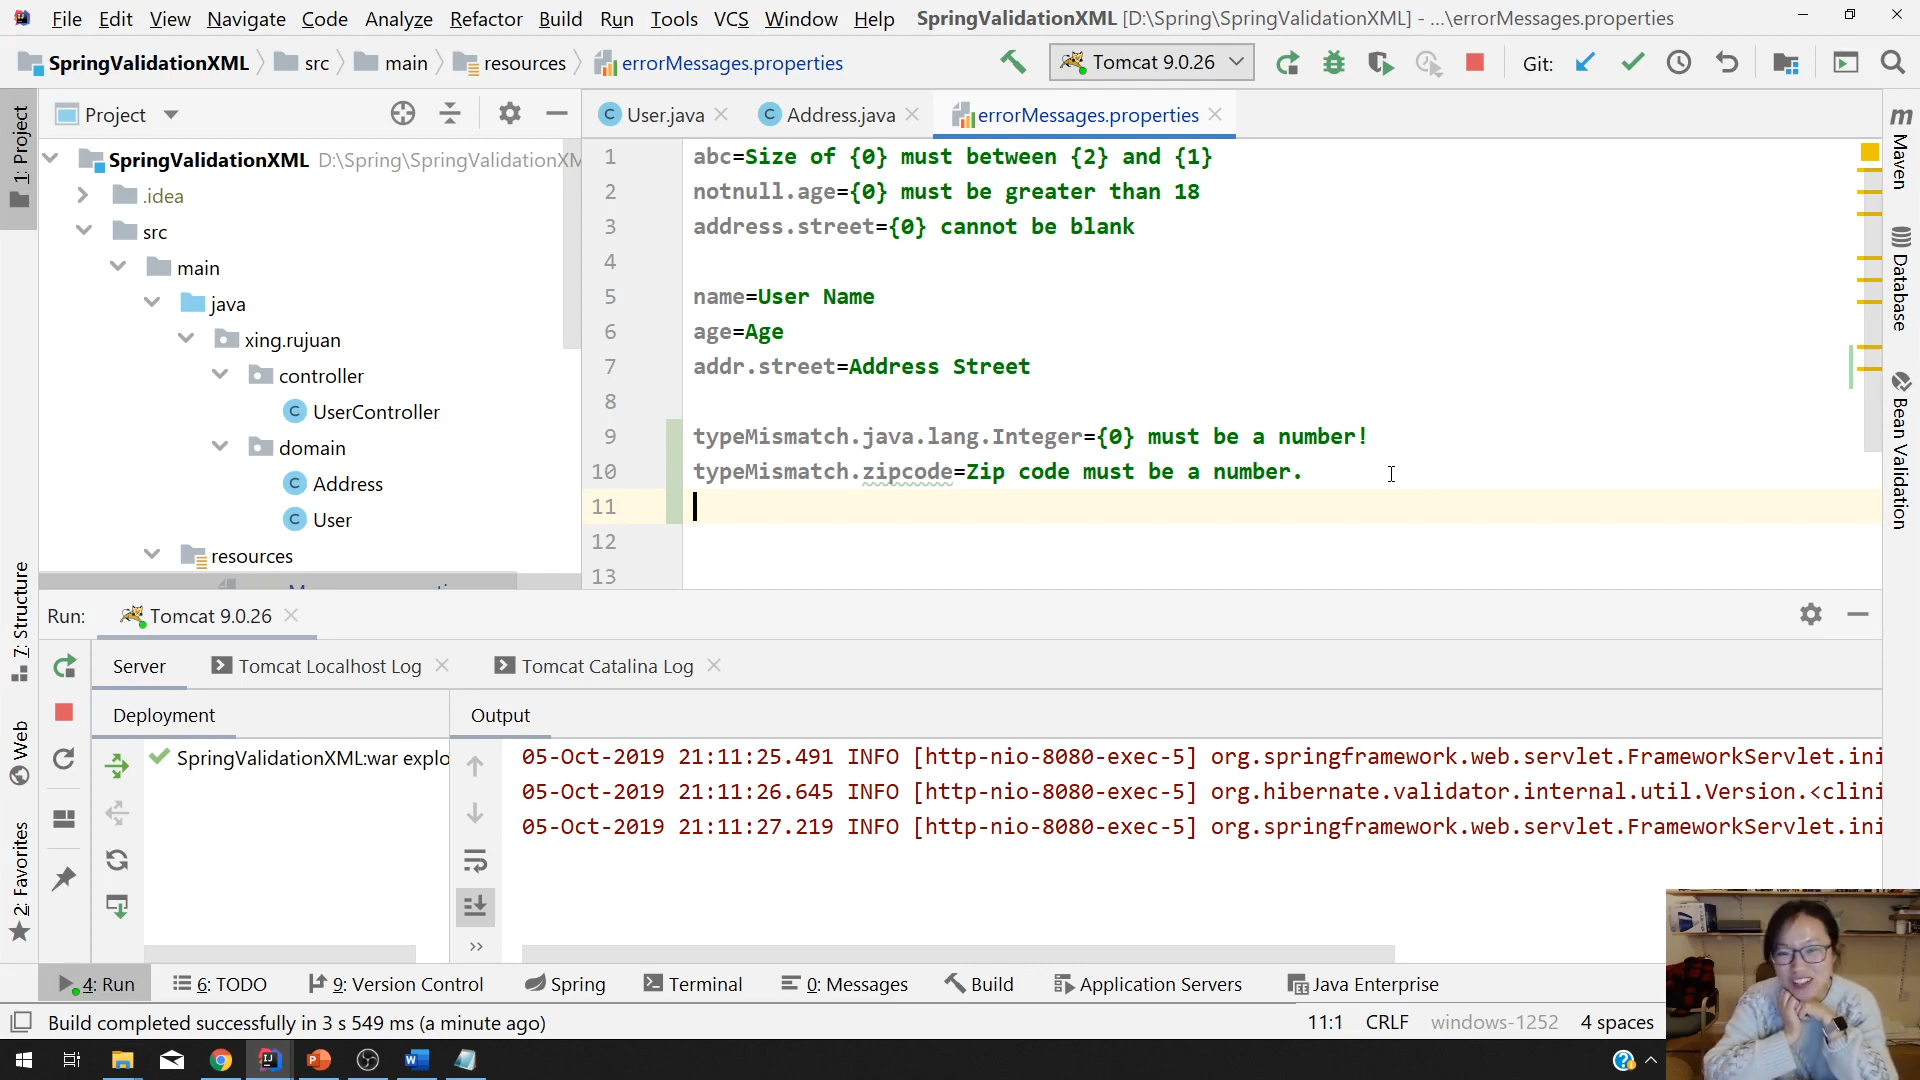 File Edit View Navigate Code Analyze Refactor Build Run Tools VCS Window Help SpringValidationXML [D:\Spring\SpringValidationXML] - ...\errorMessages.properties
SpringValidationXML src main resources errorMessages.properties Tomcat 9.0.26 Git:
1: Project
Project
User.java Address.java errorMessages.properties
SpringValidationXML D:\Spring\SpringValidationXM
.idea
src
main
java
xing.rujuan
controller
UserController
domain
Address
User
resources
1 abc=Size of {0} must between {2} and {1}
2 notnull.age={0} must be greater than 18
3 address.street={0} cannot be blank
4
5 name=User Name
6 age=Age
7 addr.street=Address Street
8
9 typeMismatch.java.lang.Integer={0} must be a number!
10 typeMismatch.zipcode=Zip code must be a number.
11
12
13
m Maven
Database
Bean Validation
7: Structure
Web
2: Favorites
Run: Tomcat 9.0.26
Server Tomcat Localhost Log Tomcat Catalina Log
Deployment Output
SpringValidationXML:war explo
05-Oct-2019 21:11:25.491 INFO [http-nio-8080-exec-5] org.springframework.web.servlet.FrameworkServlet.ini
05-Oct-2019 21:11:26.645 INFO [http-nio-8080-exec-5] org.hibernate.validator.internal.util.Version.<clini
05-Oct-2019 21:11:27.219 INFO [http-nio-8080-exec-5] org.springframework.web.servlet.FrameworkServlet.ini
4: Run 6: TODO 9: Version Control Spring Terminal 0: Messages Build Application Servers Java Enterprise
Build completed successfully in 3 s 549 ms (a minute ago) 11:1 CRLF windows-1252 4 spaces